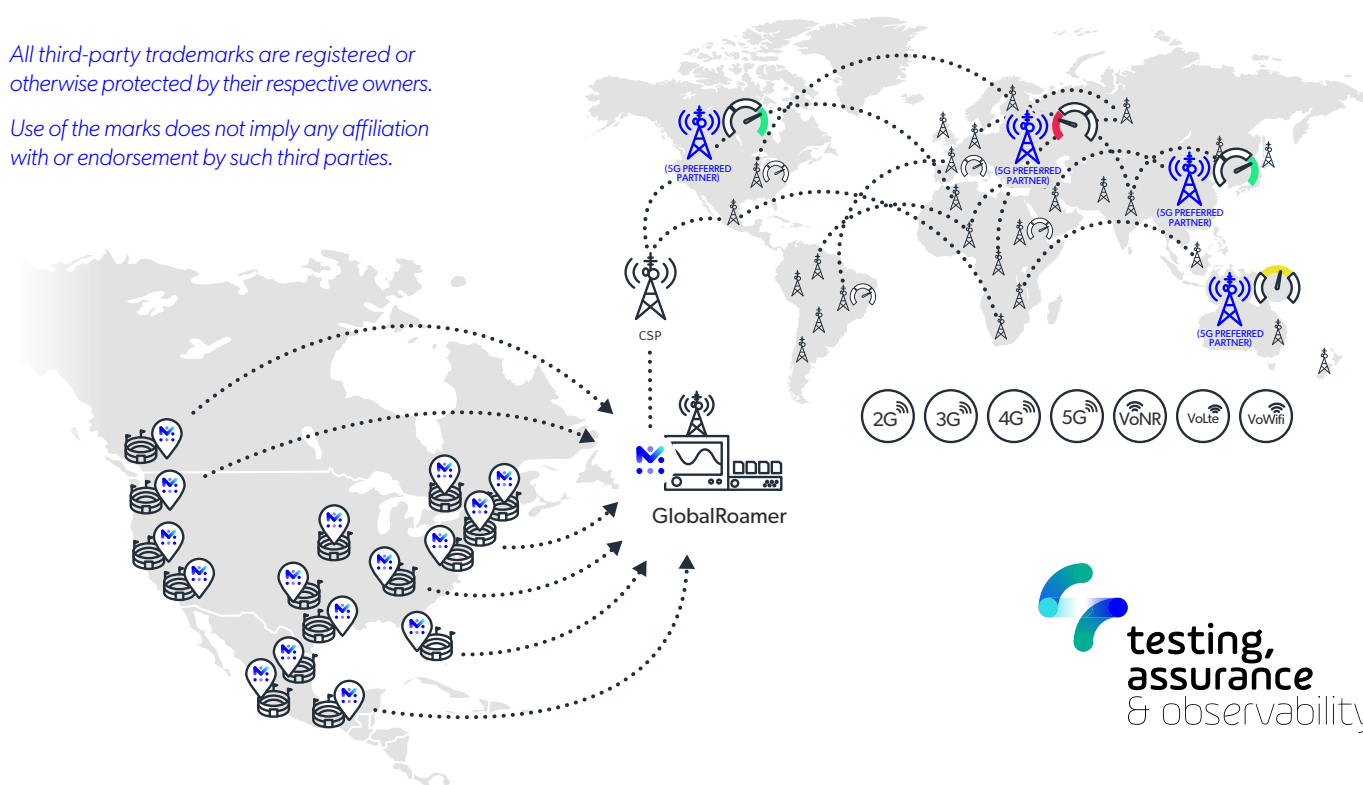 All third-party trademarks are registered or
otherwise protected by their respective owners.
Use of the marks does not imply any affiliation
with or endorsement by such third parties.
(5G PREFERRED
PARTNER)
(5G PREFERRED
PARTNER)
(5G PREFERRED
PARTNER)
(5G PREFERRED
PARTNER)
CSP
2G
3G
4G
5G
VoNR
VoLte
VoWifi
GlobalRoamer
testing,
assurance
& observability